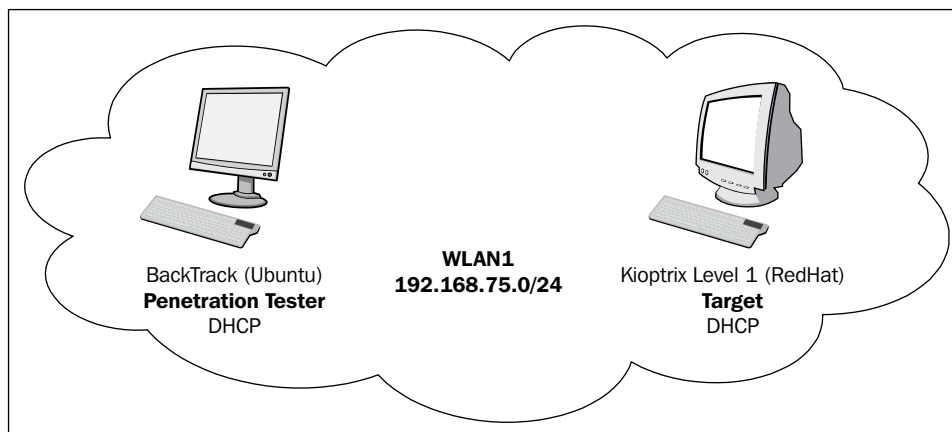 BackTrack (Ubuntu)
Penetration Tester
DHCP
WLAN1
192.168.75.0/24
Kioptrix Level 1 (RedHat)
Target
DHCP